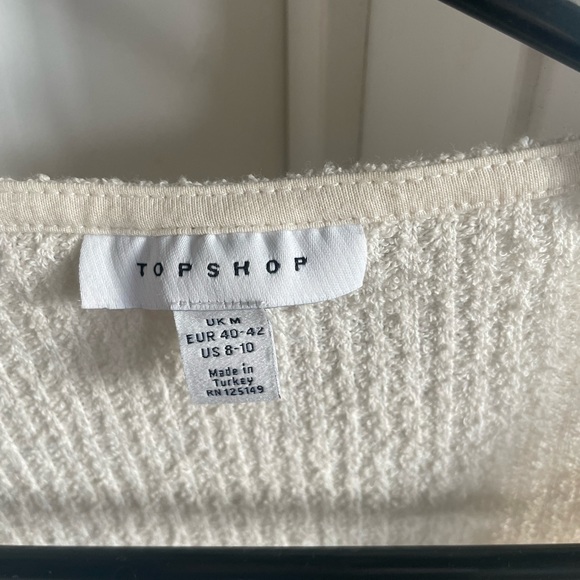 TOPSHOP
UK M
EUR 40-42
US 8-10
Made in
Turkey
RN 125149